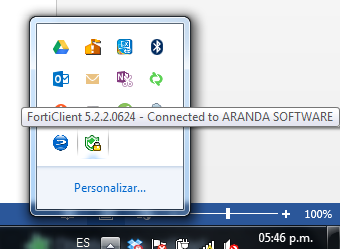 FortiClient 5.2.2.0624 - Connected to ARANDA SOFTWARE
Personalizar...
100%
ES
05:46 p.m.